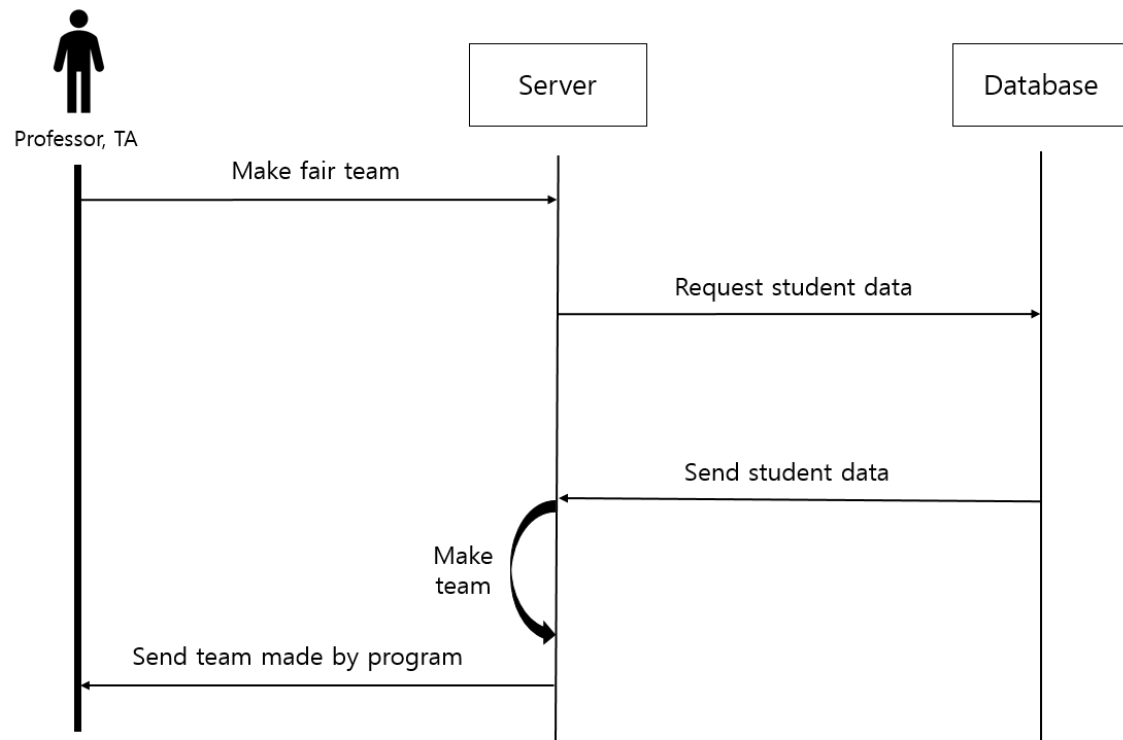 Professor, TA
Server
Database
Make fair team
Request student data
Send student data
Make
team
Send team made by program